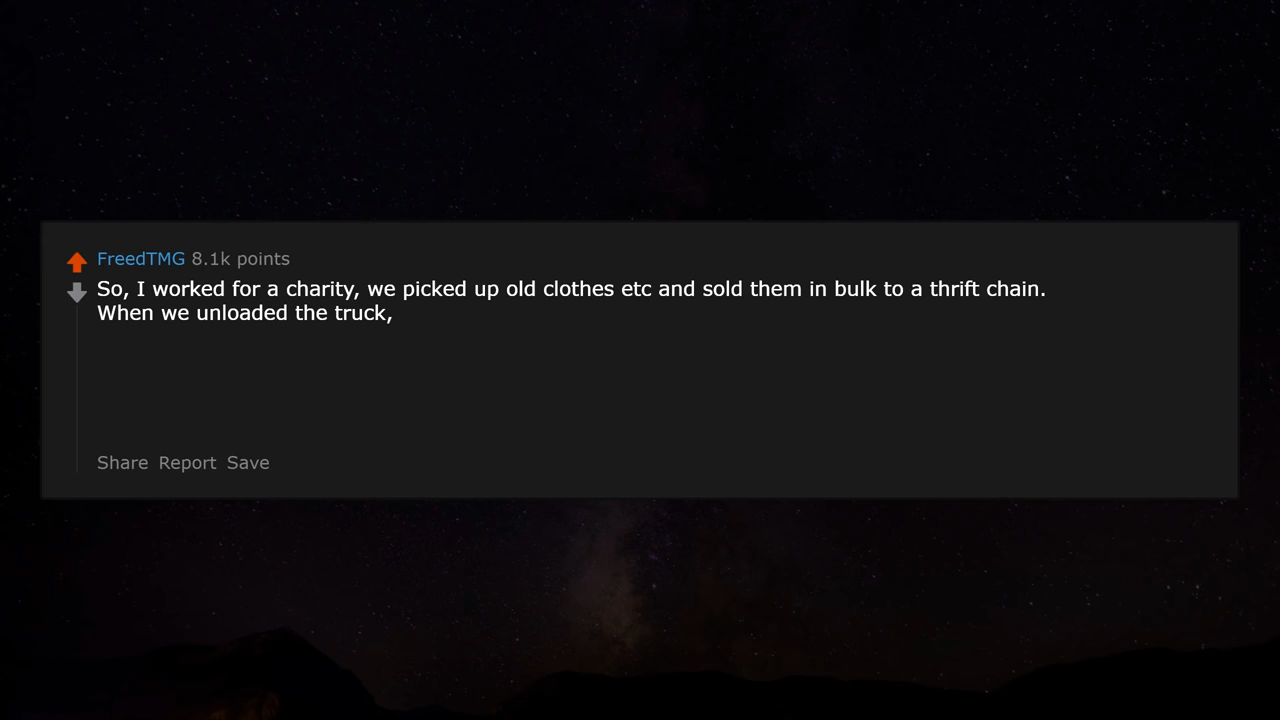 FreedTMG 8.1k points
So, I worked for a charity, we picked up old clothes etc and sold them in bulk to a thrift chain.
When we unloaded the truck,
Share Report Save